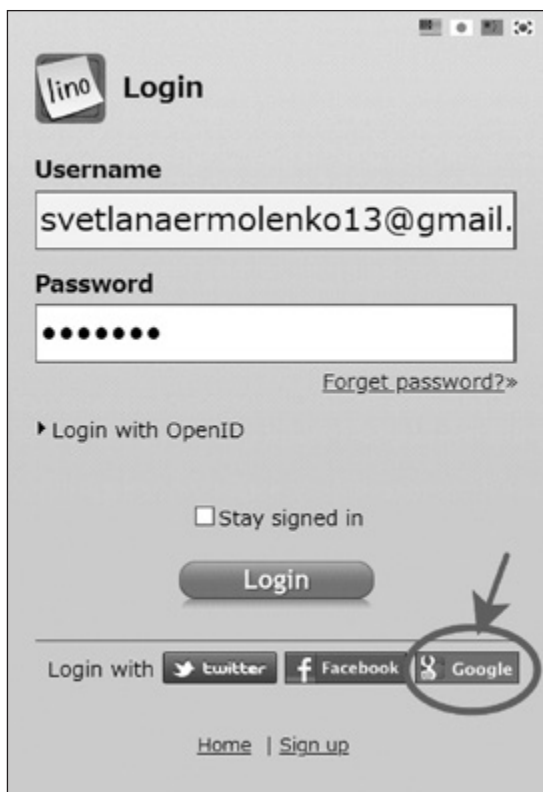 lino Login
Username
svetlanaermolenko13@gmail.
Password
Forget password?»
Login with OpenID
Stay signed in
Login
Login with twitter Facebook Google
Home | Sign up